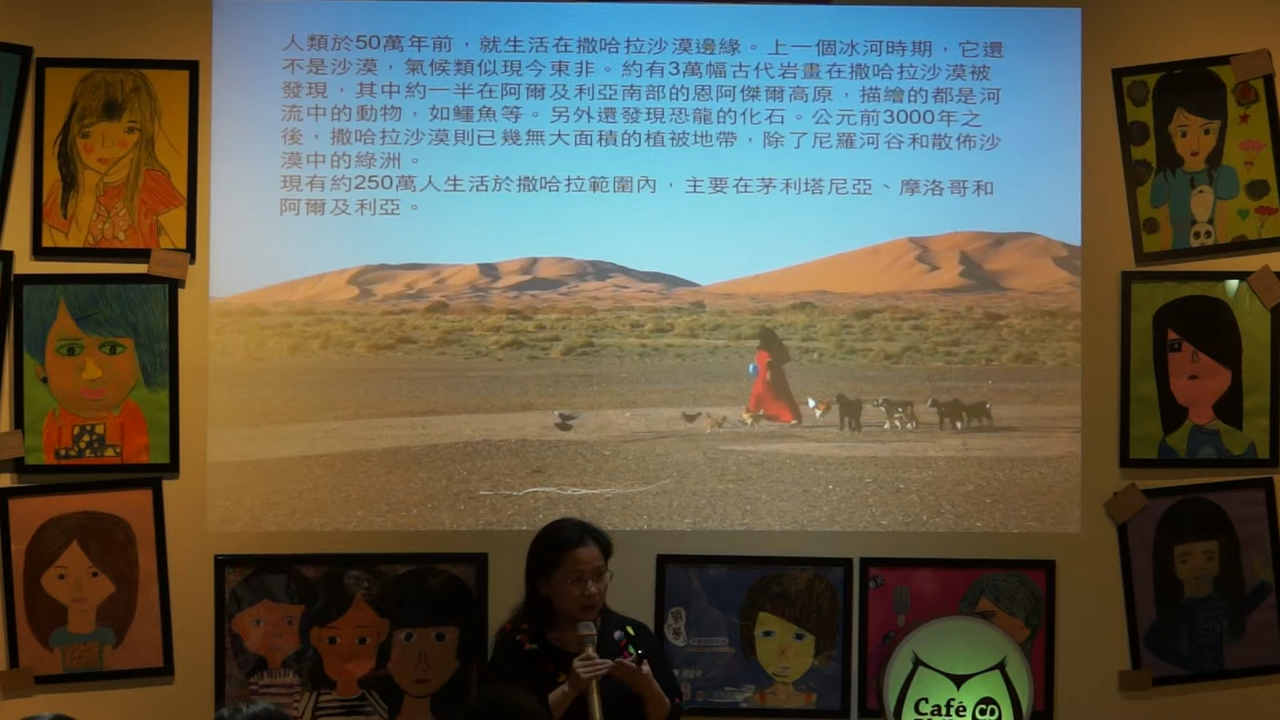 人類於50萬年前，就生活在撒哈拉沙漠邊緣。上一個冰河時期，它還
不是沙漠，氣候類似現今東非。約有3萬幅古代岩畫在撒哈拉沙漠被
發現，其中約一半在阿爾及利亞南部的恩阿傑爾高原，描繪的都是河
流中的動物，如鱷魚等。另外還發現恐龍的化石。公元前3000年之
後，撒哈拉沙漠則已幾無大面積的植被地帶，除了尼羅河谷和散佈沙
漠中的綠洲。
現有約250萬人生活於撒哈拉範圍內，主要在茅利塔尼亞、摩洛哥和
阿爾及利亞。
Café